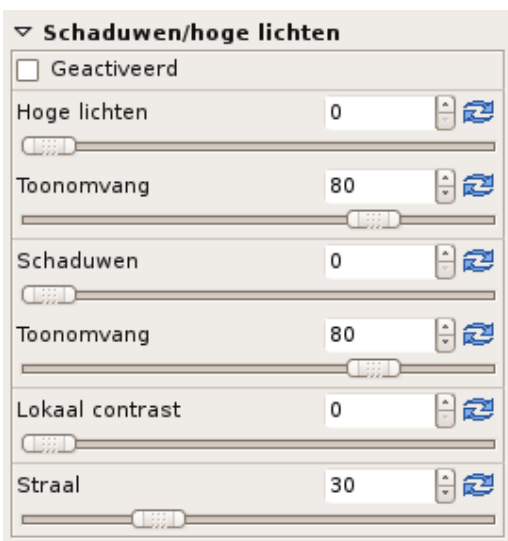 Schaduwen/hoge lichten
Geactiveerd
Hoge lichten 0
Toonomvang 80
Schaduwen 0
Toonomvang 80
Lokaal contrast 0
Straal 30